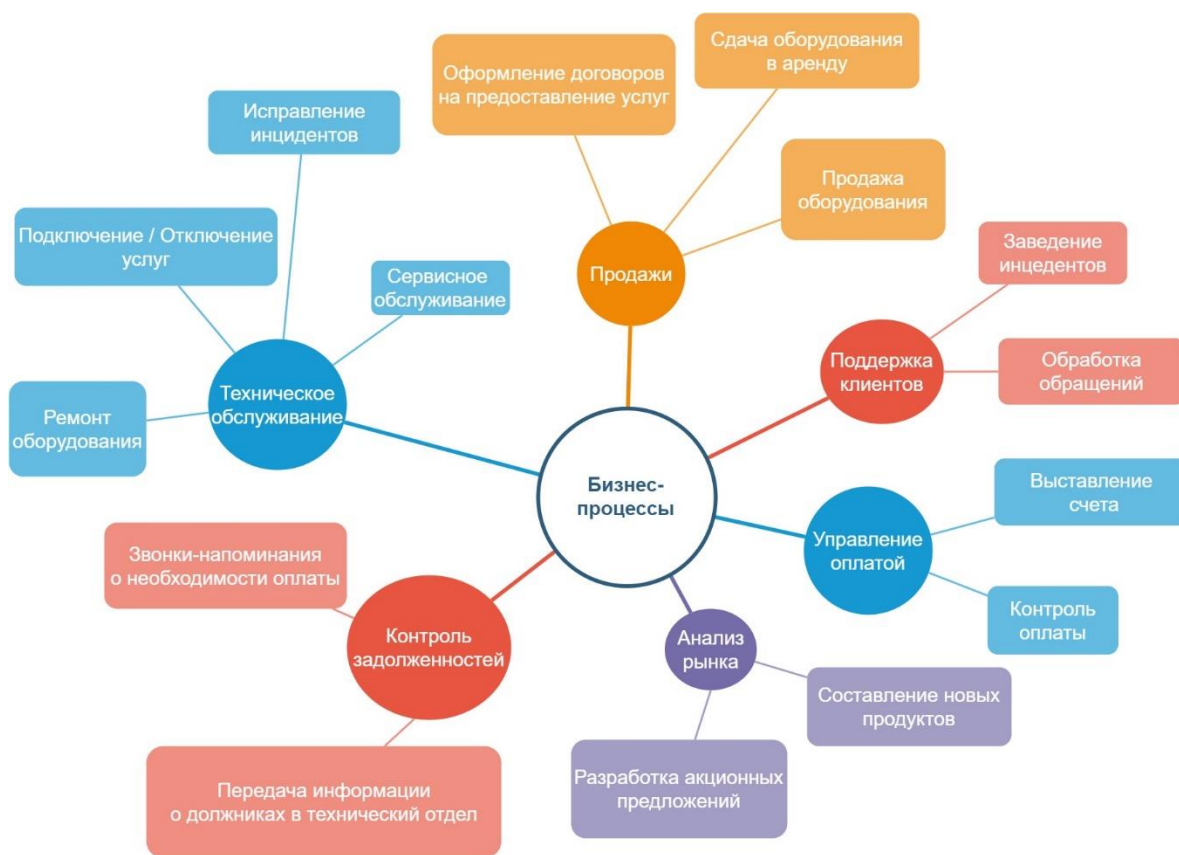 Сдача оборудования
в аренду
Оформление договоров
на предоставление услуг
Исправление
инцидентов
Продажа
оборудования
Подключение / Отключение
услуг
Заведение
инцедентов
Сервисное
обслуживание
Продажи
Поддержка
клиентов
Обработка
обращений
Техническое
обслуживание
Ремонт
оборудования
Бизнес-
процессы
Выставление
счета
Управление
оплатой
Звонки-напоминания
о необходимости оплаты
Контроль
оплаты
Контроль
задолженностей
Анализ
рынка
Составление новых
продуктов
Разработка акционных
предложений
Передача информации
о должниках в технический отдел